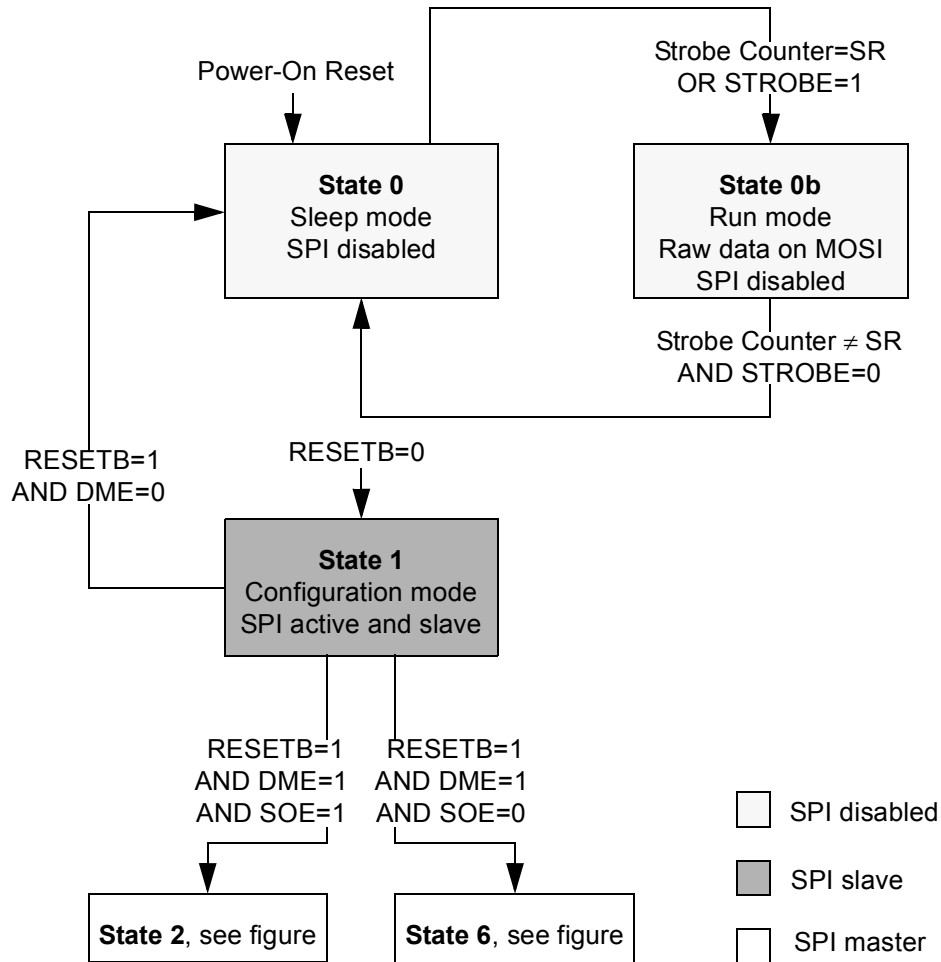 Strobe Counter=SR
OR STROBE=1
Power-On Reset
State 0
Sleep mode
SPI disabled
State 0b
Run mode
Raw data on MOSI
SPI disabled
Strobe Counter ≠ SR
AND STROBE=0
RESETB=1
AND DME=0
RESETB=0
State 1
Configuration mode
SPI active and slave
RESETB=1
AND DME=1
AND SOE=1
RESETB=1
AND DME=1
AND SOE=0
State 2, see figure
State 6, see figure
SPI disabled
SPI slave
SPI master